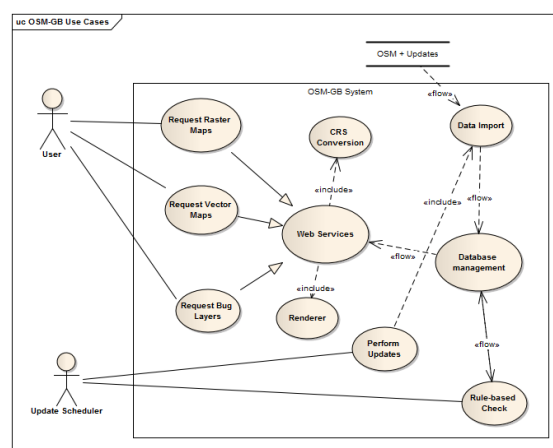 uc OSM-GB Use Cases
OSM + Updates
«flow»
OSM-GB System
Request Raster
Maps
CRS
Conversion
Data Import
User
«include»
«include»
«flow»
Request Vector
Maps
Web Services
«flow»
Database
management
«include»
Request Bug
Layers
Renderer
Perform
Updates
«flow»
Update Scheduler
Rule-based
Check